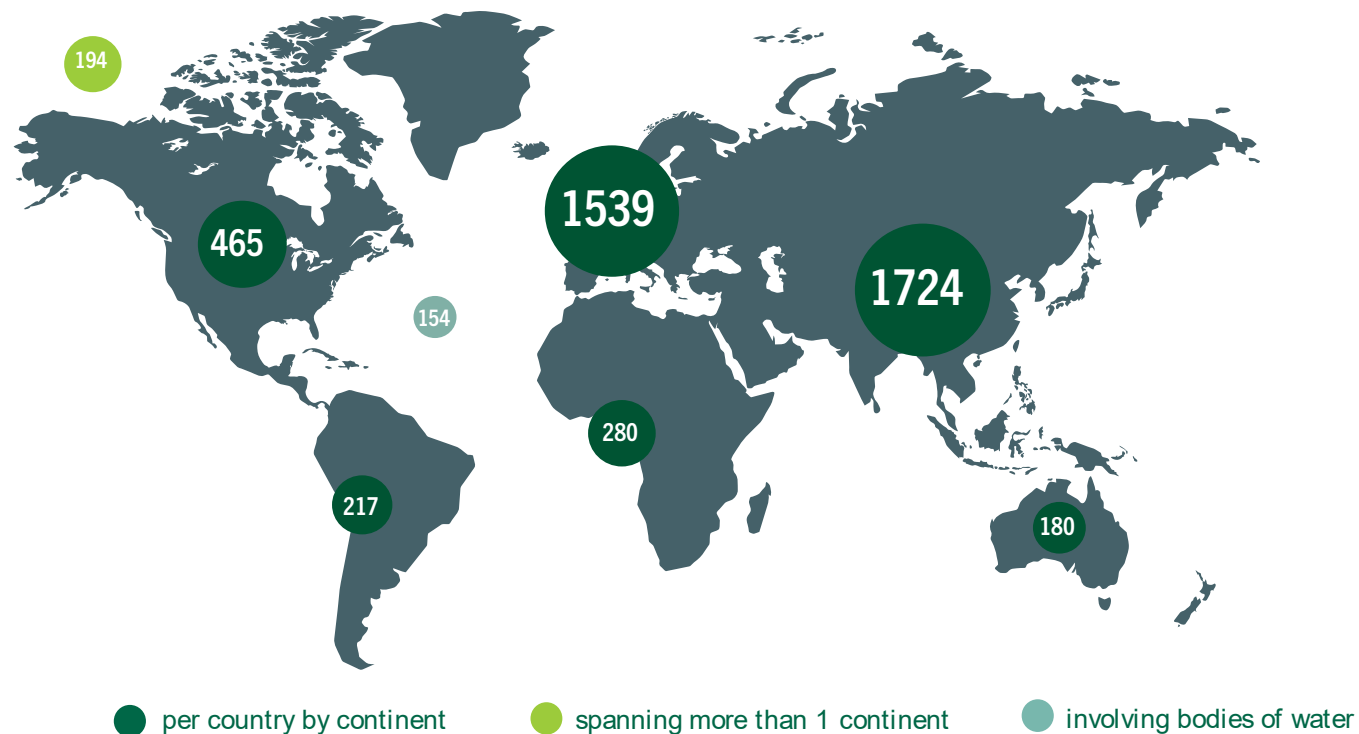 194
1539
465
1724
154
280
217
180
per country by continent
spanning more than 1 continent
involving bodies of water